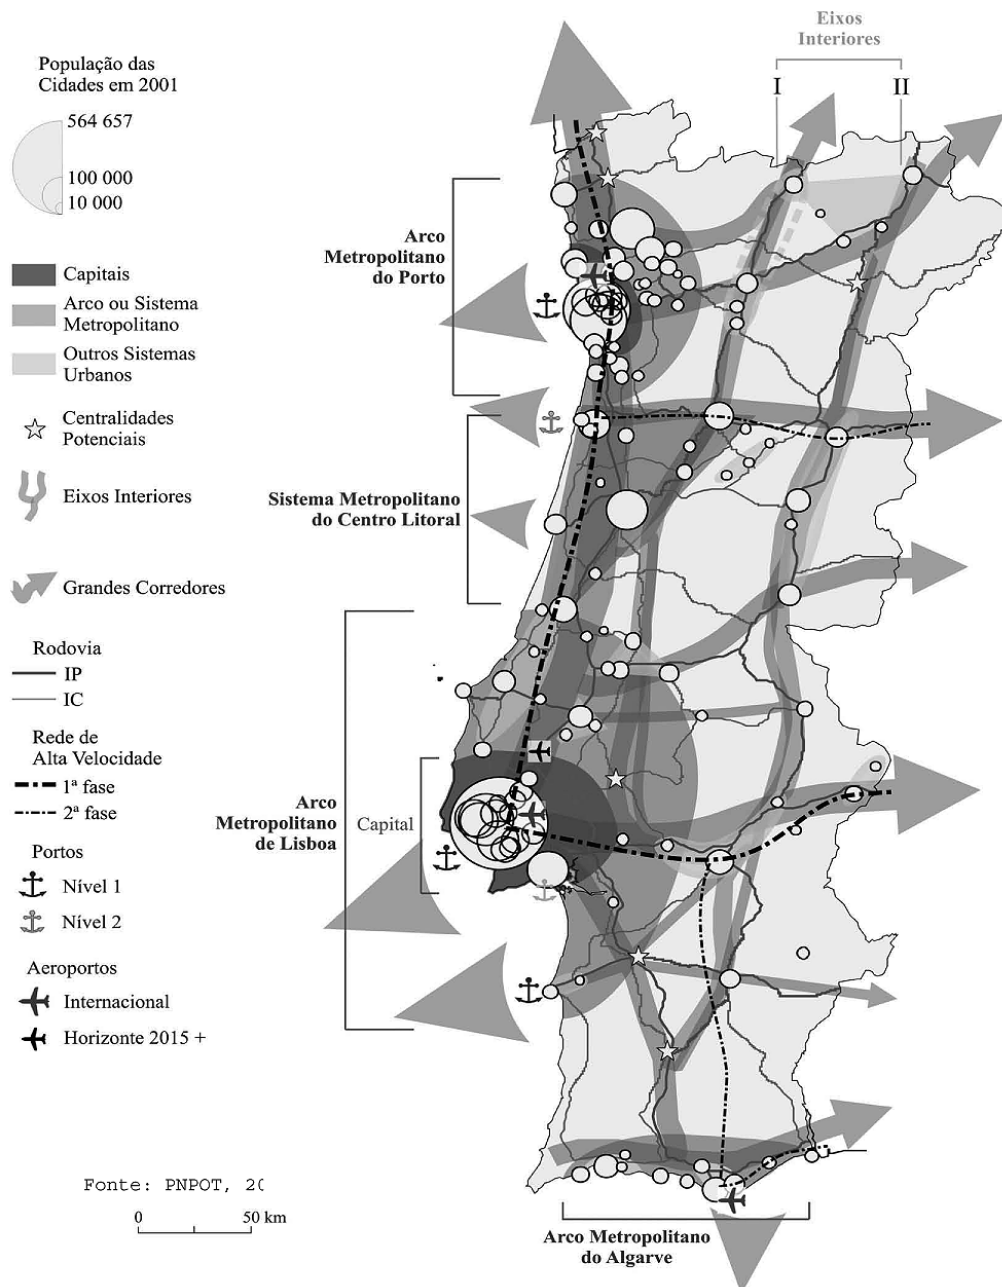 Eixos
Interiores
I
II
População das
Cidades em 2001
564 657
100 000
10 000
Capitais
Arco ou Sistema
Metropolitano
Outros Sistemas
Urbanos
Centralidades
Potenciais
Eixos Interiores
Grandes Corredores
Rodovia
IP
IC
Rede de
Alta Velocidade
1ª fase
2ª fase
Portos
Nível 1
Nível 2
Aeroportos
Internacional
Horizonte 2015 +
Arco
Metropolitano
do Porto
Sistema Metropolitano
do Centro Litoral
Arco
Metropolitano
de Lisboa
Capital
Arco Metropolitano
do Algarve
Fonte: PNPOT,
0
50 km